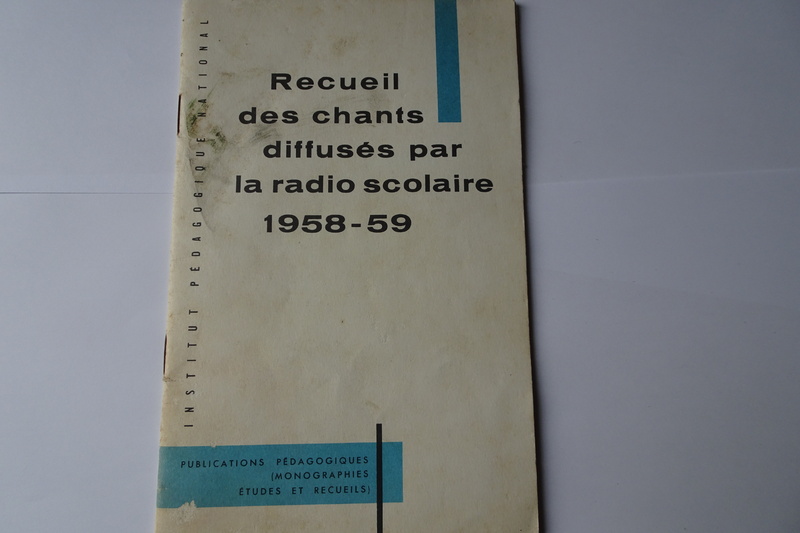 Recueil
des chants
diffusés par
la radio scolaire
1958-59
INSTITUT PÉDAGOGIQUE NATIONAL
PUBLICATIONS PÉDAGOGIQUES
(MONOGRAPHIES
ÉTUDES ET RECUEILS)